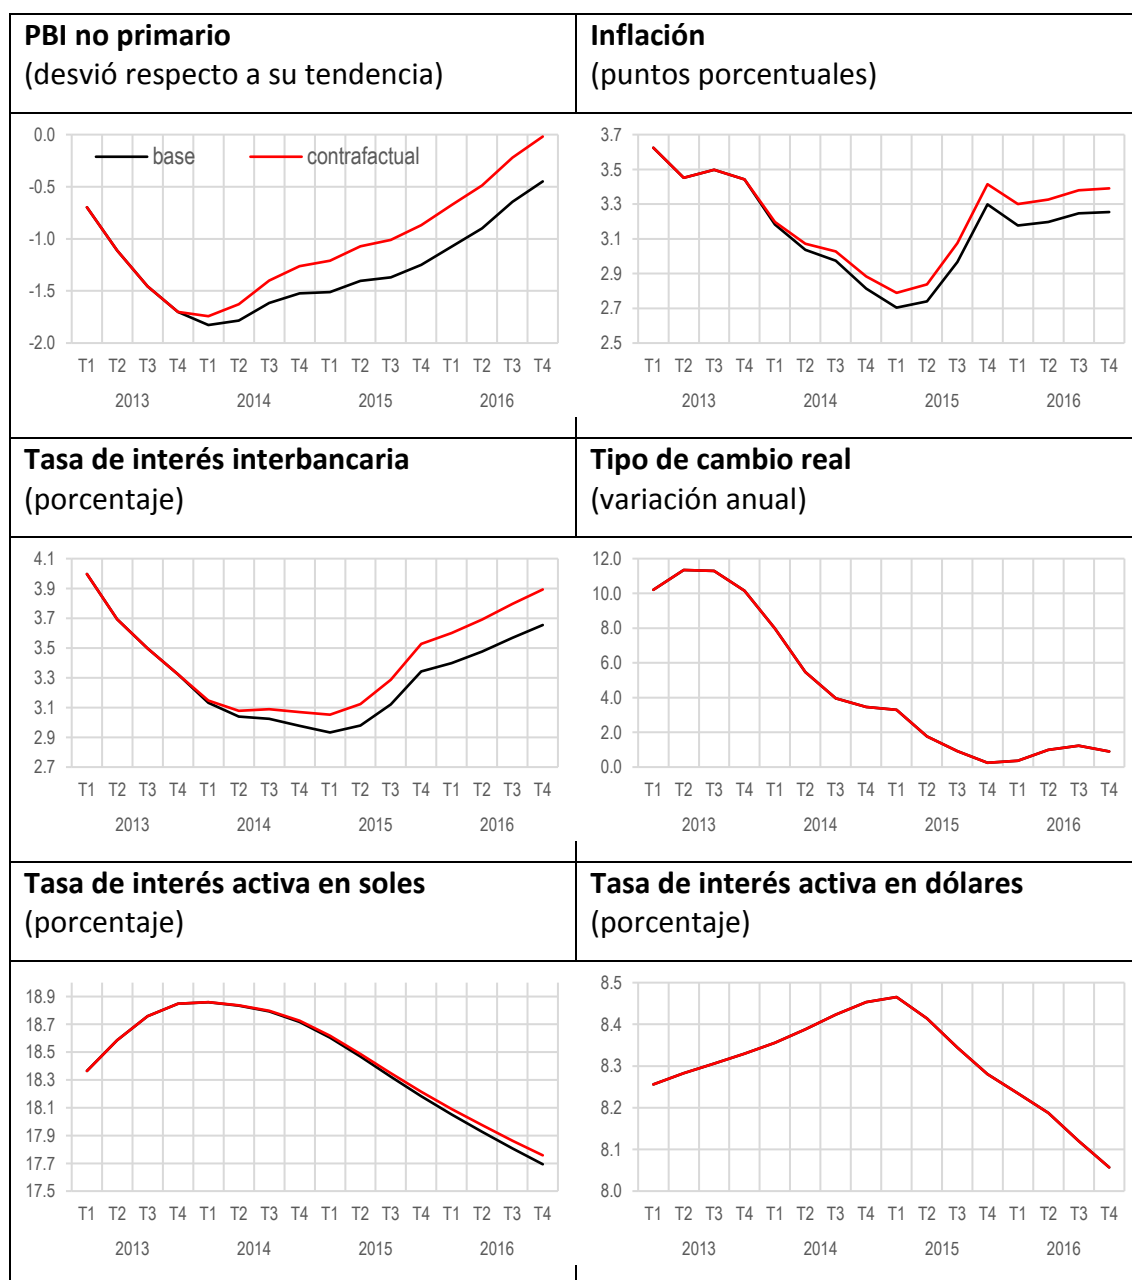 PBI no primario
(desvió respecto a su tendencia)
Inflación
(puntos porcentuales)
0.0
-0.5
-1.0
-1.5
-2.0
base
contrafactual
T1 T2 T3 T4 T1 T2 T3 T4 T1 T2 T3 T4 T1 T2 T3 T4
2013 2014 2015 2016
3.7
3.5
3.3
3.1
2.9
2.7
2.5
T1 T2 T3 T4 T1 T2 T3 T4 T1 T2 T3 T4 T1 T2 T3 T4
2013 2014 2015 2016
Tasa de interés interbancaria
(porcentaje)
Tipo de cambio real
(variación anual)
4.1
3.9
3.7
3.5
3.3
3.1
2.9
2.7
T1 T2 T3 T4 T1 T2 T3 T4 T1 T2 T3 T4 T1 T2 T3 T4
2013 2014 2015 2016
12.0
10.0
8.0
6.0
4.0
2.0
0.0
T1 T2 T3 T4 T1 T2 T3 T4 T1 T2 T3 T4 T1 T2 T3 T4
2013 2014 2015 2016
Tasa de interés activa en soles
(porcentaje)
Tasa de interés activa en dólares
(porcentaje)
18.9
18.7
18.5
18.3
18.1
17.9
17.7
17.5
T1 T2 T3 T4 T1 T2 T3 T4 T1 T2 T3 T4 T1 T2 T3 T4
2013 2014 2015 2016
8.5
8.4
8.3
8.2
8.1
8.0
T1 T2 T3 T4 T1 T2 T3 T4 T1 T2 T3 T4 T1 T2 T3 T4
2013 2014 2015 2016